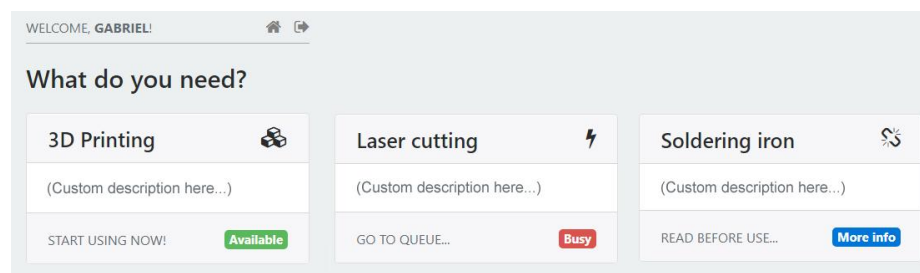 WELCOME, GABRIEL!
What do you need?
3D Printing
(Custom description here...)
START USING NOW! Available
Laser cutting
(Custom description here...)
GO TO QUEUE... Busy
Soldering iron
(Custom description here...)
READ BEFORE USE... More info